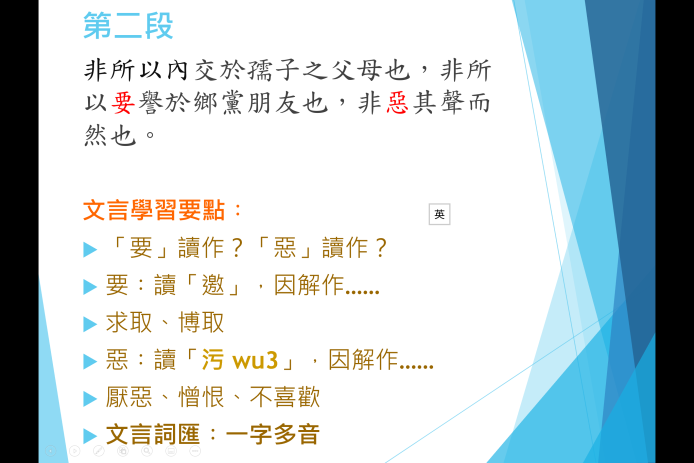 第二段
非所以內交於孺子之父母也，非所
以要譽於鄉黨朋友也，非惡其聲而
然也。
文言學習要點：
英
「要」讀作？「惡」讀作？
要：讀「邀」，因解作......
求取、博取
惡：讀「污 wu3」，因解作......
厭惡、憎恨、不喜歡
文言詞匯：一字多音